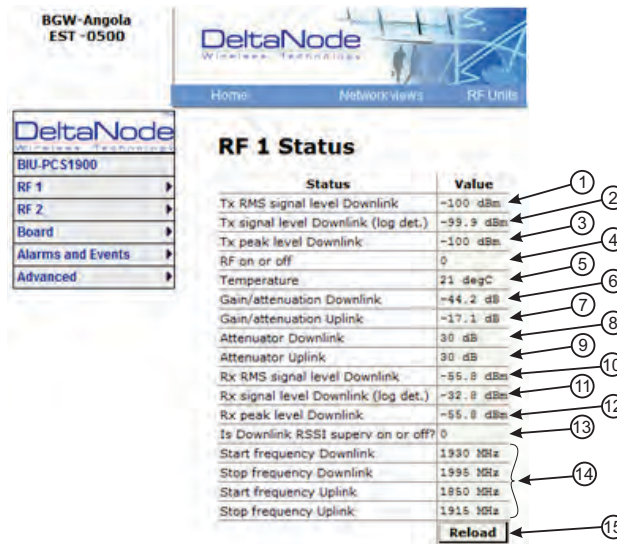 BGW-Angola
EST -0500
DeltaNode
Wireless Technology
Home Network views RF Units
DeltaNode
Wireless Technology
BIU-PCS1900
RF 1
RF 2
Board
Alarms and Events
Advanced
RF 1 Status
Status Value
Tx RMS signal level Downlink -100 dBm 1
Tx signal level Downlink (log det.) -99.9 dBm 2
Tx peak level Downlink -100 dBm 3
RF on or off 0 4
Temperature 21 degC 5
Gain/attenuation Downlink -44.2 dB 6
Gain/attenuation Uplink -17.1 dB 7
Attenuator Downlink 30 dB 8
Attenuator Uplink 30 dB 9
Rx RMS signal level Downlink -55.8 dBm 10
Rx signal level Downlink (log det.) -32.8 dBm 11
Rx peak level Downlink -55.8 dBm 12
Is Downlink RSSI superv on or off? 0 13
Start frequency Downlink 1930 MHz
Stop frequency Downlink 1995 MHz 14
Start frequency Uplink 1850 MHz
Stop frequency Uplink 1915 MHz
Reload 15